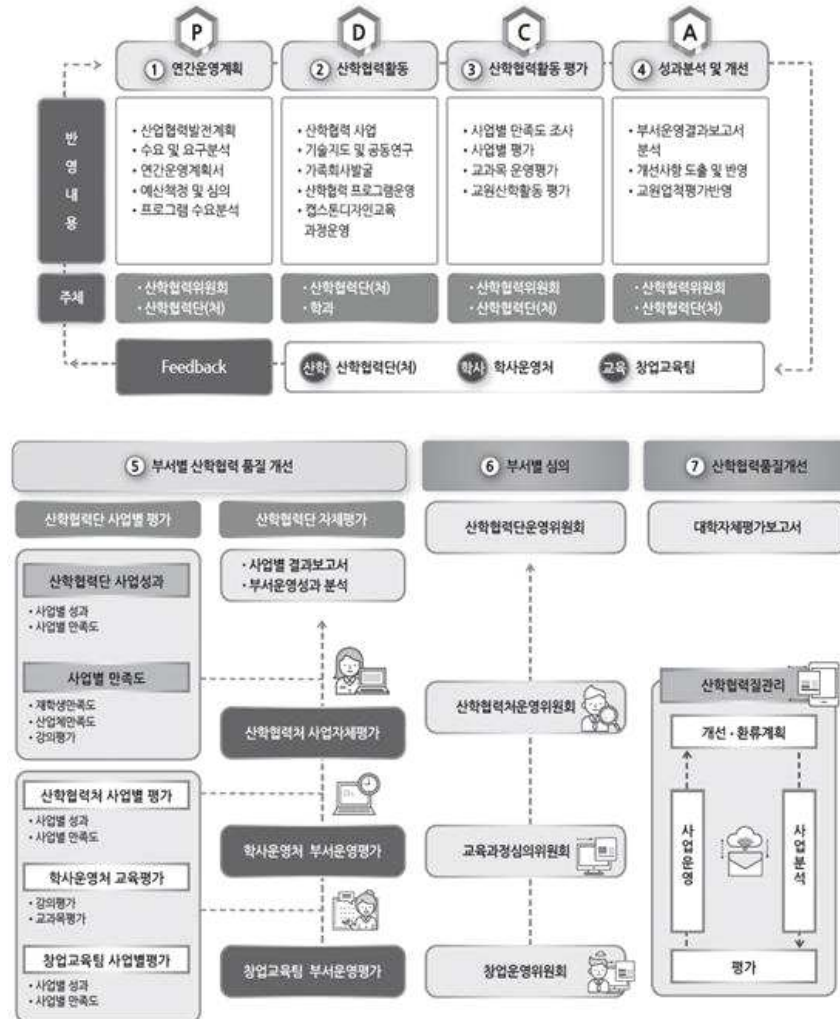 P
D
C
A
① 연간운영계획
② 산학협력활동
③ 산학협력활동 평가
④ 성과분석 및 개선
반영내용
• 산업협력발전계획
• 수요 및 요구분석
• 연간운영계획서
• 예산책정 및 심의
• 프로그램 수요분석
• 산학협력 사업
• 기술지도 및 공동연구
• 가족회사발굴
• 산학협력 프로그램운영
• 캡스톤디자인교육
과정운영
• 사업별 만족도 조사
• 사업별 평가
• 교과목 운영평가
• 교원산학활동 평가
• 부서운영결과보고서
분석
• 개선사항 도출 및 반영
• 교원업적평가반영
주체
• 산학협력위원회
• 산학협력단(처)
• 산학협력단(처)
• 학과
• 산학협력위원회
• 산학협력단(처)
• 산학협력위원회
• 산학협력단(처)
Feedback
산학 산학협력단(처)
학사 학사운영처
교육 창업교육팀
⑤ 부서별 산학협력 품질 개선
⑥ 부서별 심의
⑦ 산학협력품질개선
산학협력단 사업별 평가
산학협력단 자체평가
산학협력단운영위원회
대학자체평가보고서
산학협력단 사업성과
• 사업별 성과
• 사업별 만족도
사업별 만족도
• 재학생만족도
• 산업체만족도
• 강의평가
산학협력처 사업별 평가
• 사업별 성과
• 사업별 만족도
학사운영처 교육평가
• 강의평가
• 교과목평가
창업교육팀 사업별평가
• 사업별 성과
• 사업별 만족도
• 사업별 결과보고서
• 부서운영성과 분석
산학협력처 사업자체평가
학사운영처 부서운영평가
창업교육팀 부서운영평가
산학협력처운영위원회
교육과정심의위원회
창업운영위원회
산학협력질관리
개선 · 환류계획
사업운영
사업분석
평가